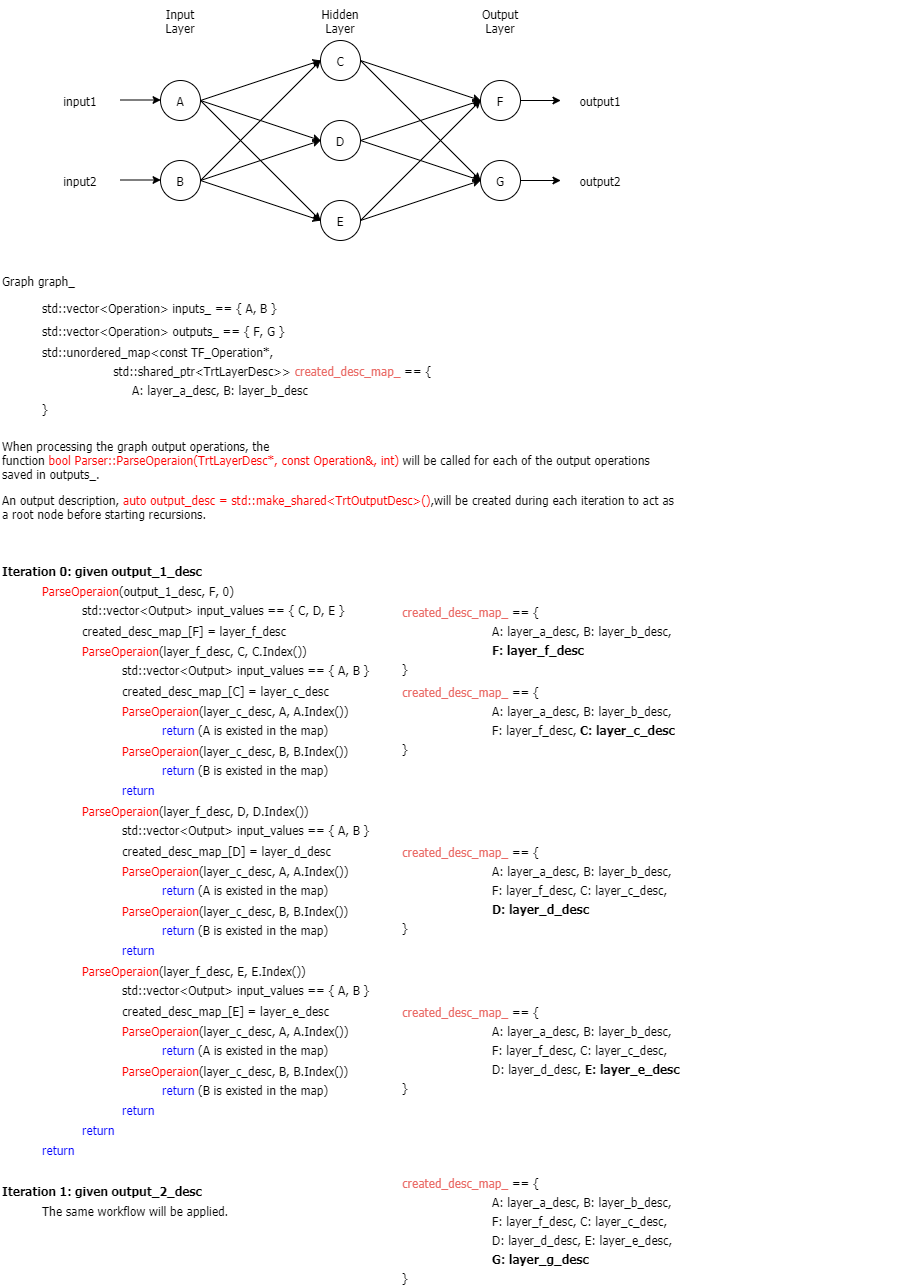 Input Layer
Hidden Layer
Output Layer
C
input1
A
F
output1
D
input2
B
G
output2
E
Graph graph_
std::vector<Operation> inputs_ == { A, B }
std::vector<Operation> outputs_ == { F, G }
std::unordered_map<const TF_Operation*,
std::shared_ptr<TrtLayerDesc>> created_desc_map_ == {
A: layer_a_desc, B: layer_b_desc
}
When processing the graph output operations, the
function bool Parser::ParseOperaion(TrtLayerDesc*, const Operation&, int) will be called for each of the output operations
saved in outputs_.
An output description, auto output_desc = std::make_shared<TrtOutputDesc>(),will be created during each iteration to act as
a root node before starting recursions.
Iteration 0: given output_1_desc
ParseOperaion(output_1_desc, F, 0)
std::vector<Output> input_values == { C, D, E }
created_desc_map_[F] = layer_f_desc
ParseOperaion(layer_f_desc, C, C.Index())
std::vector<Output> input_values == { A, B }
created_desc_map_[C] = layer_c_desc
ParseOperaion(layer_c_desc, A, A.Index())
return (A is existed in the map)
ParseOperaion(layer_c_desc, B, B.Index())
return (B is existed in the map)
return
ParseOperaion(layer_f_desc, D, D.Index())
std::vector<Output> input_values == { A, B }
created_desc_map_[D] = layer_d_desc
ParseOperaion(layer_c_desc, A, A.Index())
return (A is existed in the map)
ParseOperaion(layer_c_desc, B, B.Index())
return (B is existed in the map)
return
ParseOperaion(layer_f_desc, E, E.Index())
std::vector<Output> input_values == { A, B }
created_desc_map_[E] = layer_e_desc
ParseOperaion(layer_c_desc, A, A.Index())
return (A is existed in the map)
ParseOperaion(layer_c_desc, B, B.Index())
return (B is existed in the map)
return
return
return
created_desc_map_ == {
A: layer_a_desc, B: layer_b_desc,
F: layer_f_desc
}
created_desc_map_ == {
A: layer_a_desc, B: layer_b_desc,
F: layer_f_desc, C: layer_c_desc
}
created_desc_map_ == {
A: layer_a_desc, B: layer_b_desc,
F: layer_f_desc, C: layer_c_desc,
D: layer_d_desc
}
created_desc_map_ == {
A: layer_a_desc, B: layer_b_desc,
F: layer_f_desc, C: layer_c_desc,
D: layer_d_desc, E: layer_e_desc
}
Iteration 1: given output_2_desc
The same workflow will be applied.
created_desc_map_ == {
A: layer_a_desc, B: layer_b_desc,
F: layer_f_desc, C: layer_c_desc,
D: layer_d_desc, E: layer_e_desc,
G: layer_g_desc
}